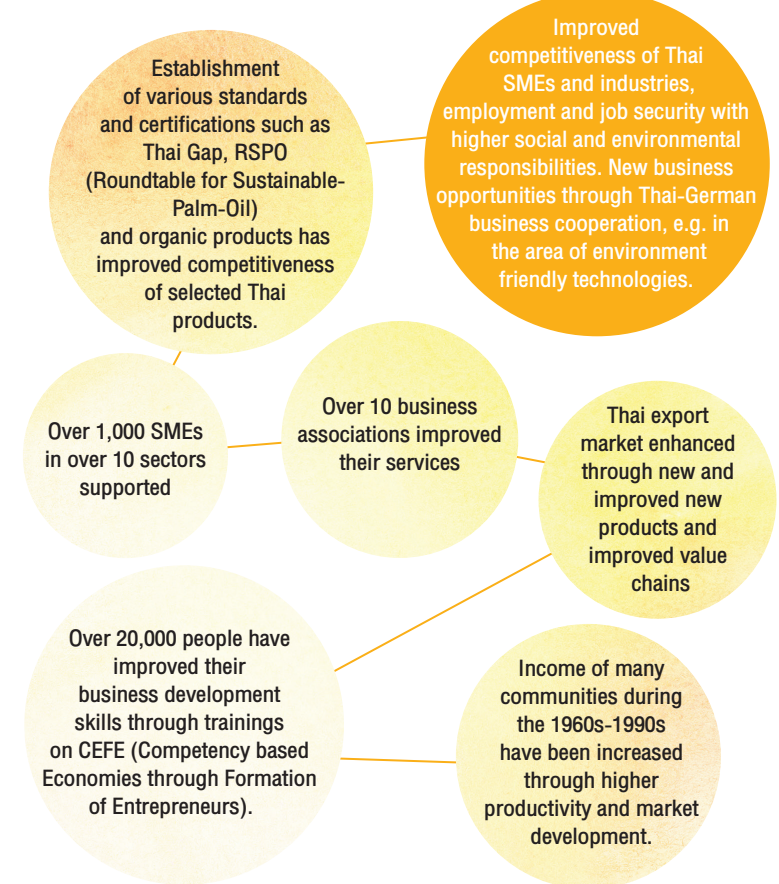 Improved
competitiveness of Thai
SMEs and industries,
employment and job security with
higher social and environmental
responsibilities. New business
opportunities through Thai-German
business cooperation, e.g. in
the area of environment
friendly technologies.
Establishment
of various standards
and certifications such as
Thai Gap, RSPO
(Roundtable for Sustainable-
Palm-Oil)
and organic products has
improved competitiveness
of selected Thai
products.
Over 1,000 SMEs
in over 10 sectors
supported
Over 10 business
associations improved
their services
Thai export
market enhanced
through new and
improved new
products and
improved value
chains
Over 20,000 people have
improved their
business development
skills through trainings
on CEFE (Competency based
Economies through Formation
of Entrepreneurs).
Income of many
communities during
the 1960s-1990s
have been increased
through higher
productivity and market
development.